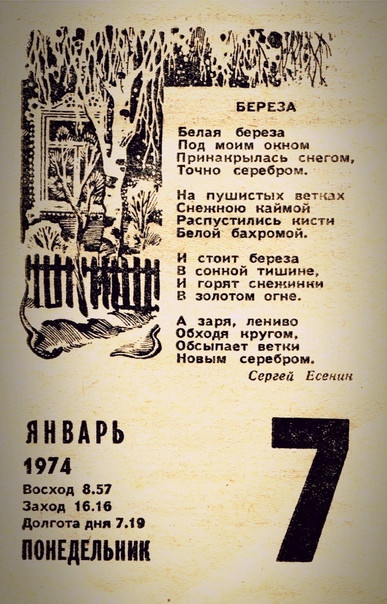 БЕРЕЗА
Белая береза
Под моим окном
Принакрылась снегом,
Точно серебром.
На пушистых ветках
Снежною каймой
Распустились кисти
Белой бахромой.
И стоит береза
В сонной тишине,
И горят снежинки
В золотом огне.
А заря, лениво
Обходя кругом,
Обсыпает ветки
Новым серебром.
Сергей Есенин
ЯНВАРЬ
1974
Восход 8.57
Заход 16.16
Долгота дня 7.19
ПОНЕДЕЛЬНИК
7